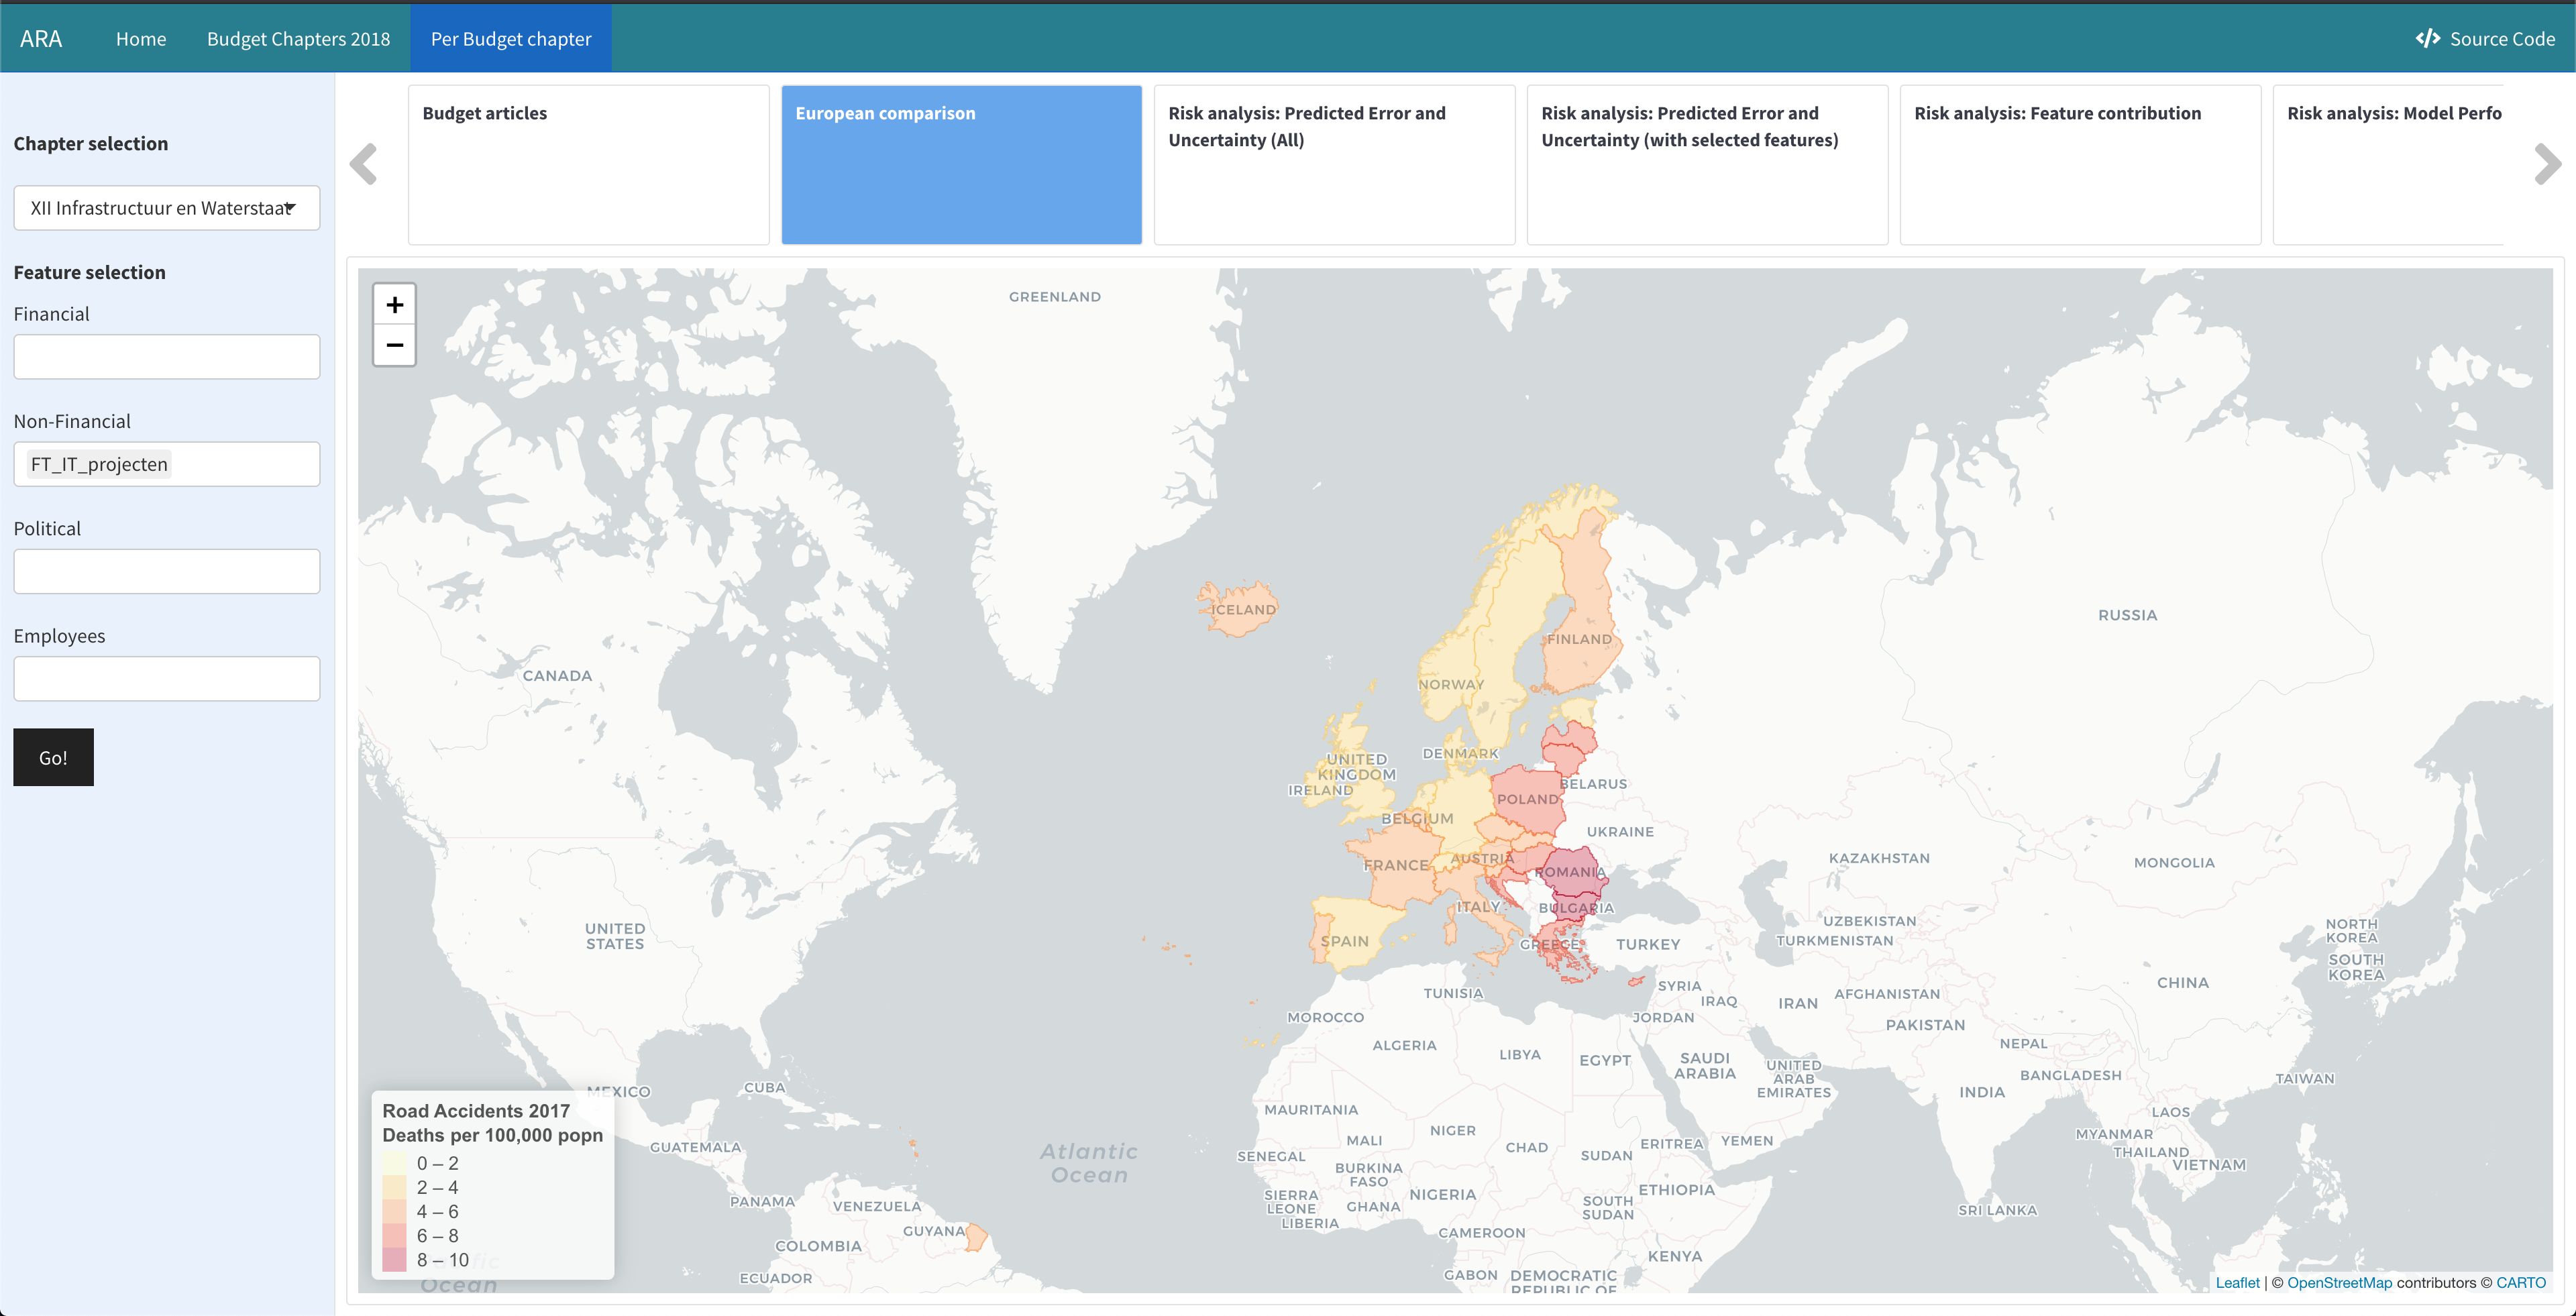 ARA
Home
Budget Chapters 2018
Per Budget chapter
Source Code
Chapter selection
XII Infrastructuur en Waterstaat
Feature selection
Financial
Non-Financial
FT_IT_projecten
Political
Employees
Go!
Budget articles
European comparison
Risk analysis: Predicted Error and
Uncertainty (All)
Risk analysis: Predicted Error and
Uncertainty (with selected features)
Risk analysis: Feature contribution
Risk analysis: Model Perfo
+
−
GREENLAND
ICELAND
RUSSIA
FINLAND
CANADA
NORWAY
DENMARK
UNITED
KINGDOM
IRELAND
BELARUS
POLAND
BELGIUM
UKRAINE
FRANCE
AUSTRIA
ROMANIA
KAZAKHSTAN
MONGOLIA
ITALY
BULGARIA
UNITED
STATES
SPAIN
GREECE
TURKEY
UZBEKISTAN
TURKMENISTAN
NORTH
KOREA
SOUTH
KOREA
CHINA
TUNISIA
SYRIA
IRAQ
IRAN
AFGHANISTAN
MOROCCO
JORDAN
PAKISTAN
ALGERIA
LIBYA
EGYPT
NEPAL
SAUDI
ARABIA
UNITED
ARAB
EMIRATES
BANGLADESH
TAIWAN
INDIA
MEXICO
CUBA
MAURITANIA
LAOS
MALI
NIGER
CHAD
ERITREA
YEMEN
MYANMAR
THAILAND
VIETNAM
GUATEMALA
Atlantic
Ocean
SENEGAL
BURKINA
FASO
SUDAN
NIGERIA
ETHIOPIA
PANAMA
VENEZUELA
SIERRA
LEONE
GHANA
LIBERIA
SOUTH
SUDAN
SRI LANKA
GUYANA
COLOMBIA
CAMEROON
KENYA
ECUADOR
GABON
DEMOCRATIC
REPUBLIC OF
Road Accidents 2017
Deaths per 100,000 popn
0 – 2
2 – 4
4 – 6
6 – 8
8 – 10
Ocean
Leaflet | © OpenStreetMap contributors © CARTO